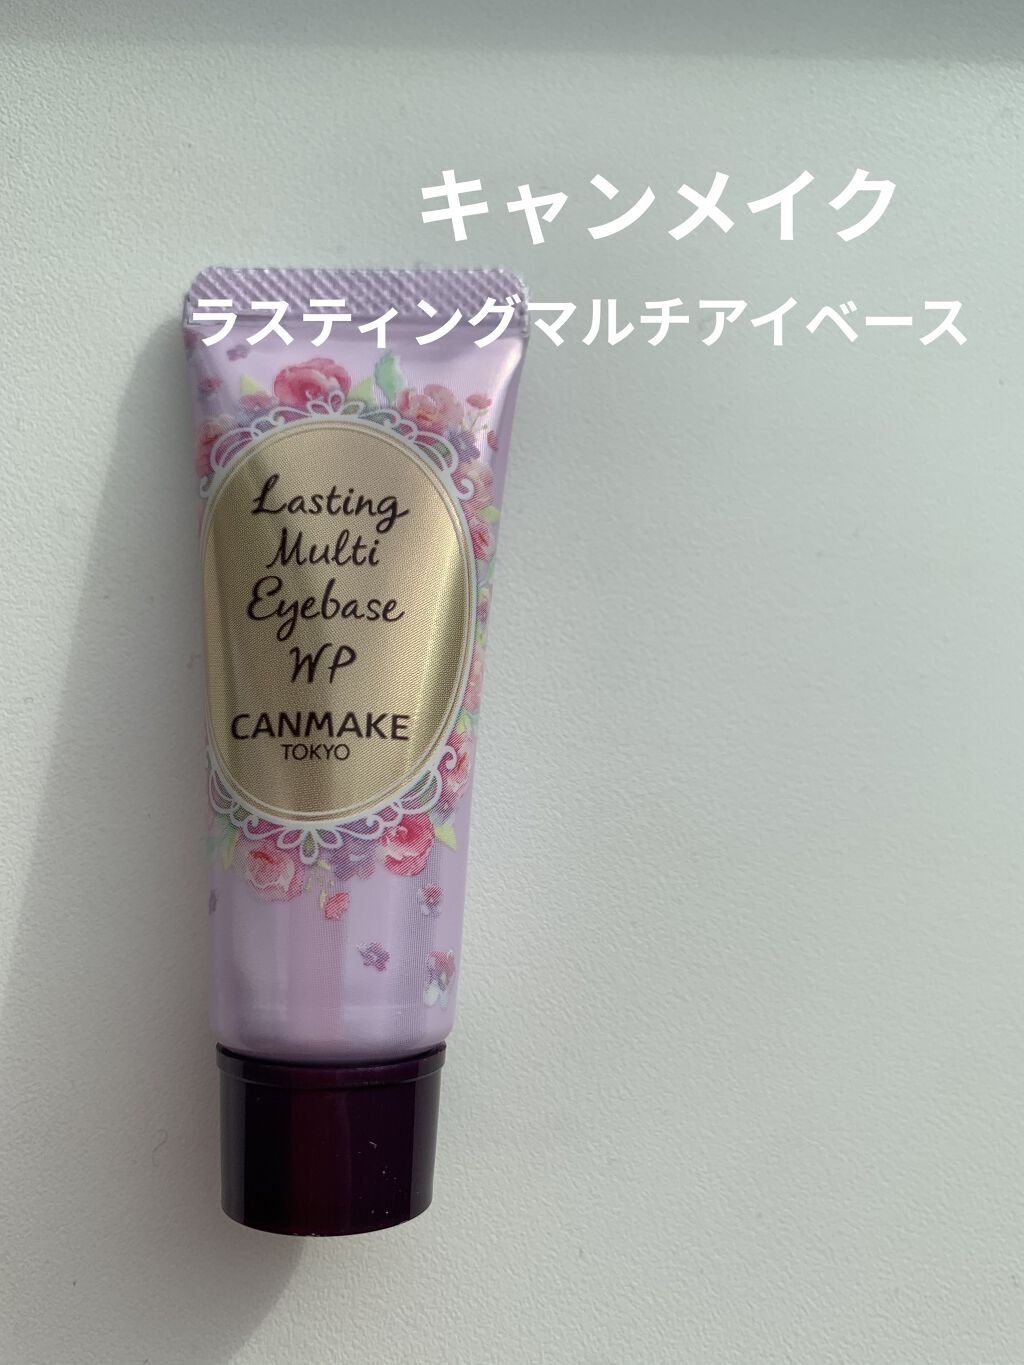 キャンメイク
ラスティングマルチアイベース
Lasting
Multi
Eyebase
WP
CANMAKE
TOKYO